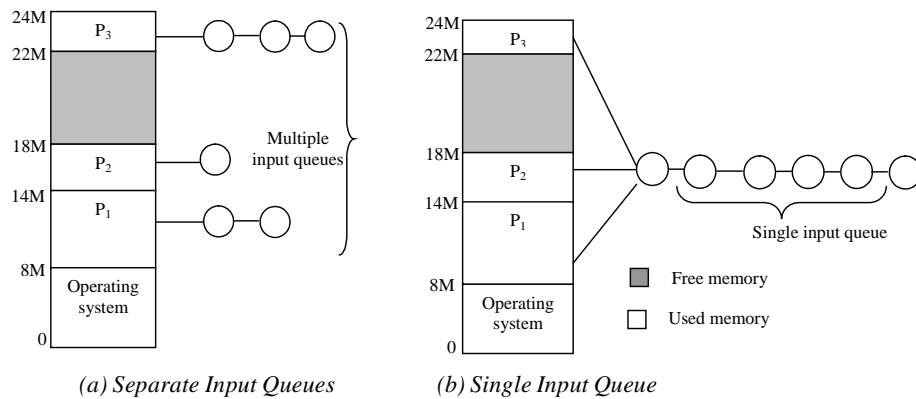 24M
P₃
22M
18M
P₂
14M
P₁
8M
Operating
system
0
Multiple
input queues
(a) Separate Input Queues
24M
P₃
22M
18M
P₂
14M
P₁
8M
Operating
system
0
Single input queue
Free memory
Used memory
(b) Single Input Queue